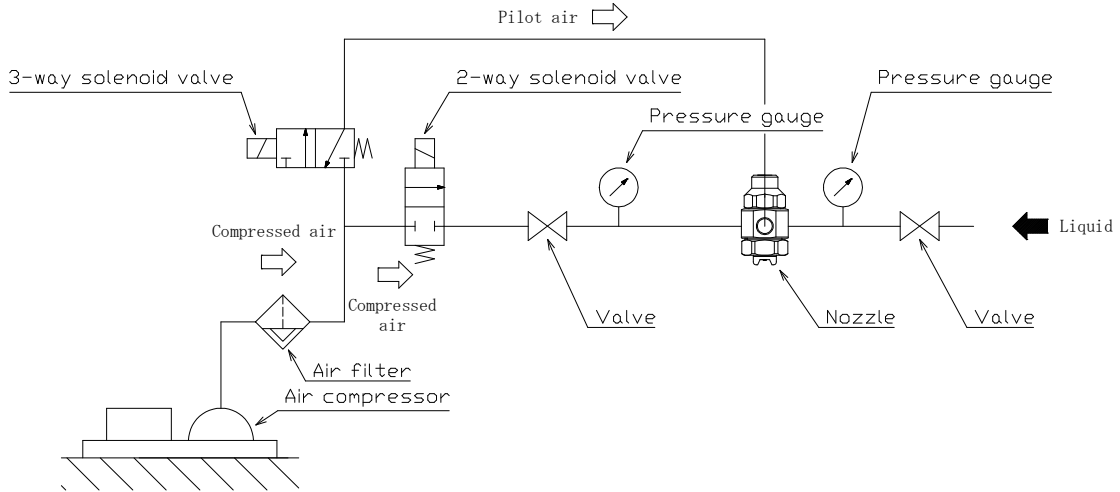 Pilot air
3-way solenoid valve
2-way solenoid valve
Pressure gauge
Pressure gauge
Compressed air
Liquid
Compressed
air
Valve
Nozzle
Valve
Air filter
Air compressor